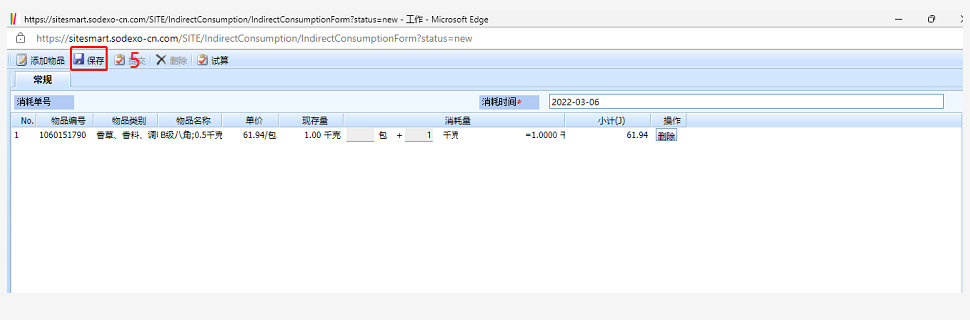 https://sitesmart.sodexo-cn.com/SITE/IndirectConsumption/IndirectConsumptionForm?status=new - 工作 - Microsoft Edge
https://sitesmart.sodexo-cn.com/SITE/IndirectConsumption/IndirectConsumptionForm?status=new
添加物品 保存 5 交 删除 试算
常规
消耗单号 消耗时间* 2022-03-06
No. 物品编号 物品类别 物品名称 单价 现存量 消耗量 小计(J) 操作
1 1060151790 香草、香料、调 B级八角;0.5千克 61.94/包 1.00 千克 包 + 1 千克 =1.0000 61.94 删除